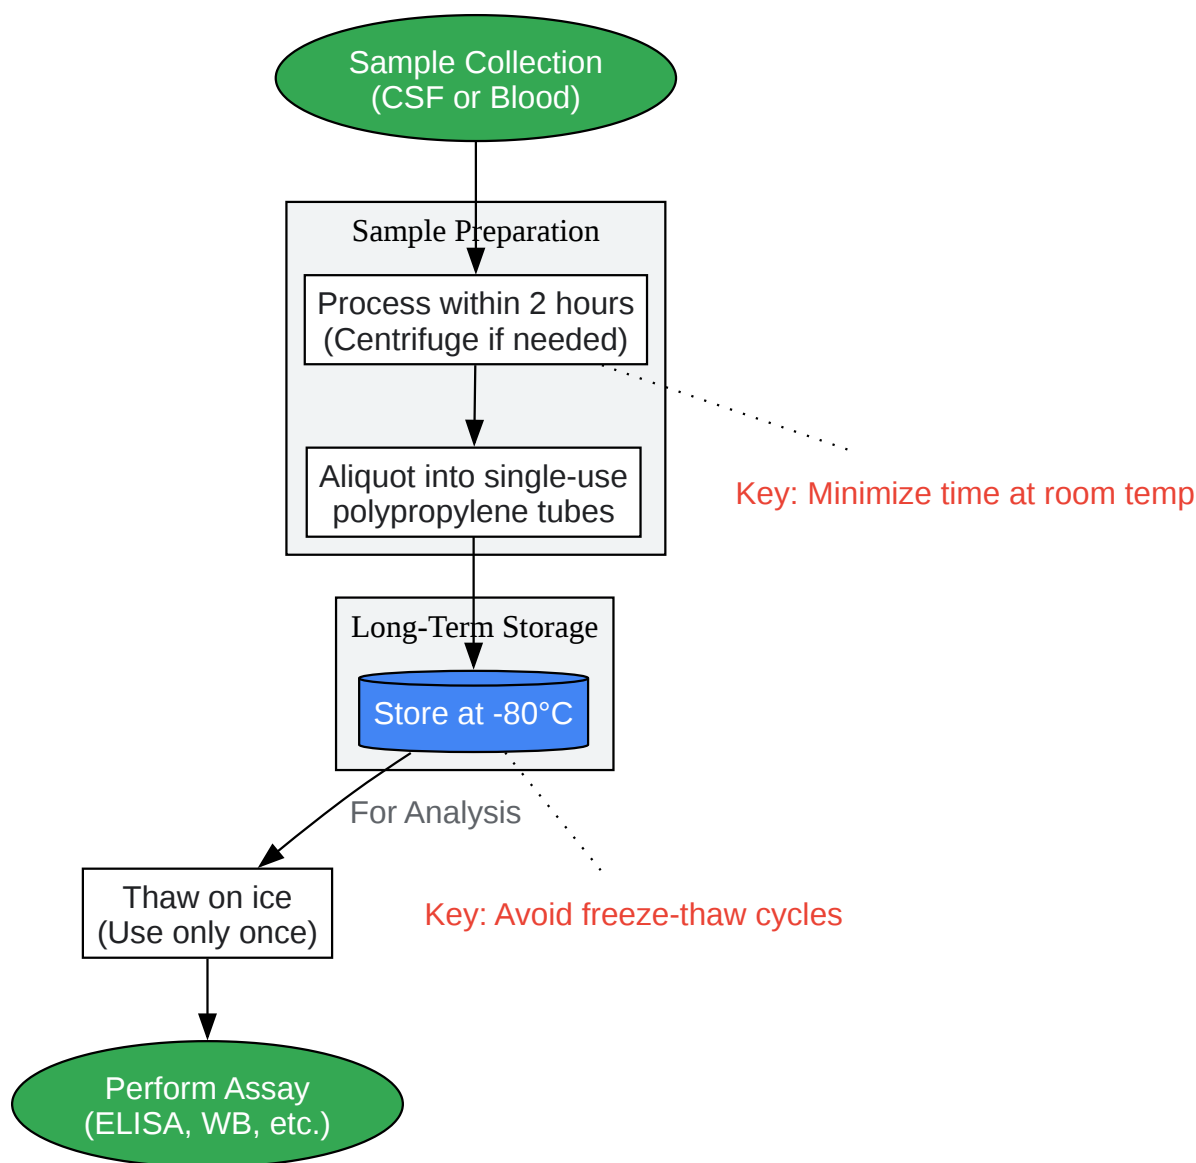 Sample Collection
(CSF or Blood)
Sample Preparation
Process within 2 hours
(Centrifuge if needed)
Aliquot into single-use
polypropylene tubes
Key: Minimize time at room temp
Long-Term Storage
Store at -80°C
For Analysis
Thaw on ice
(Use only once)
Key: Avoid freeze-thaw cycles
Perform Assay
(ELISA, WB, etc.)